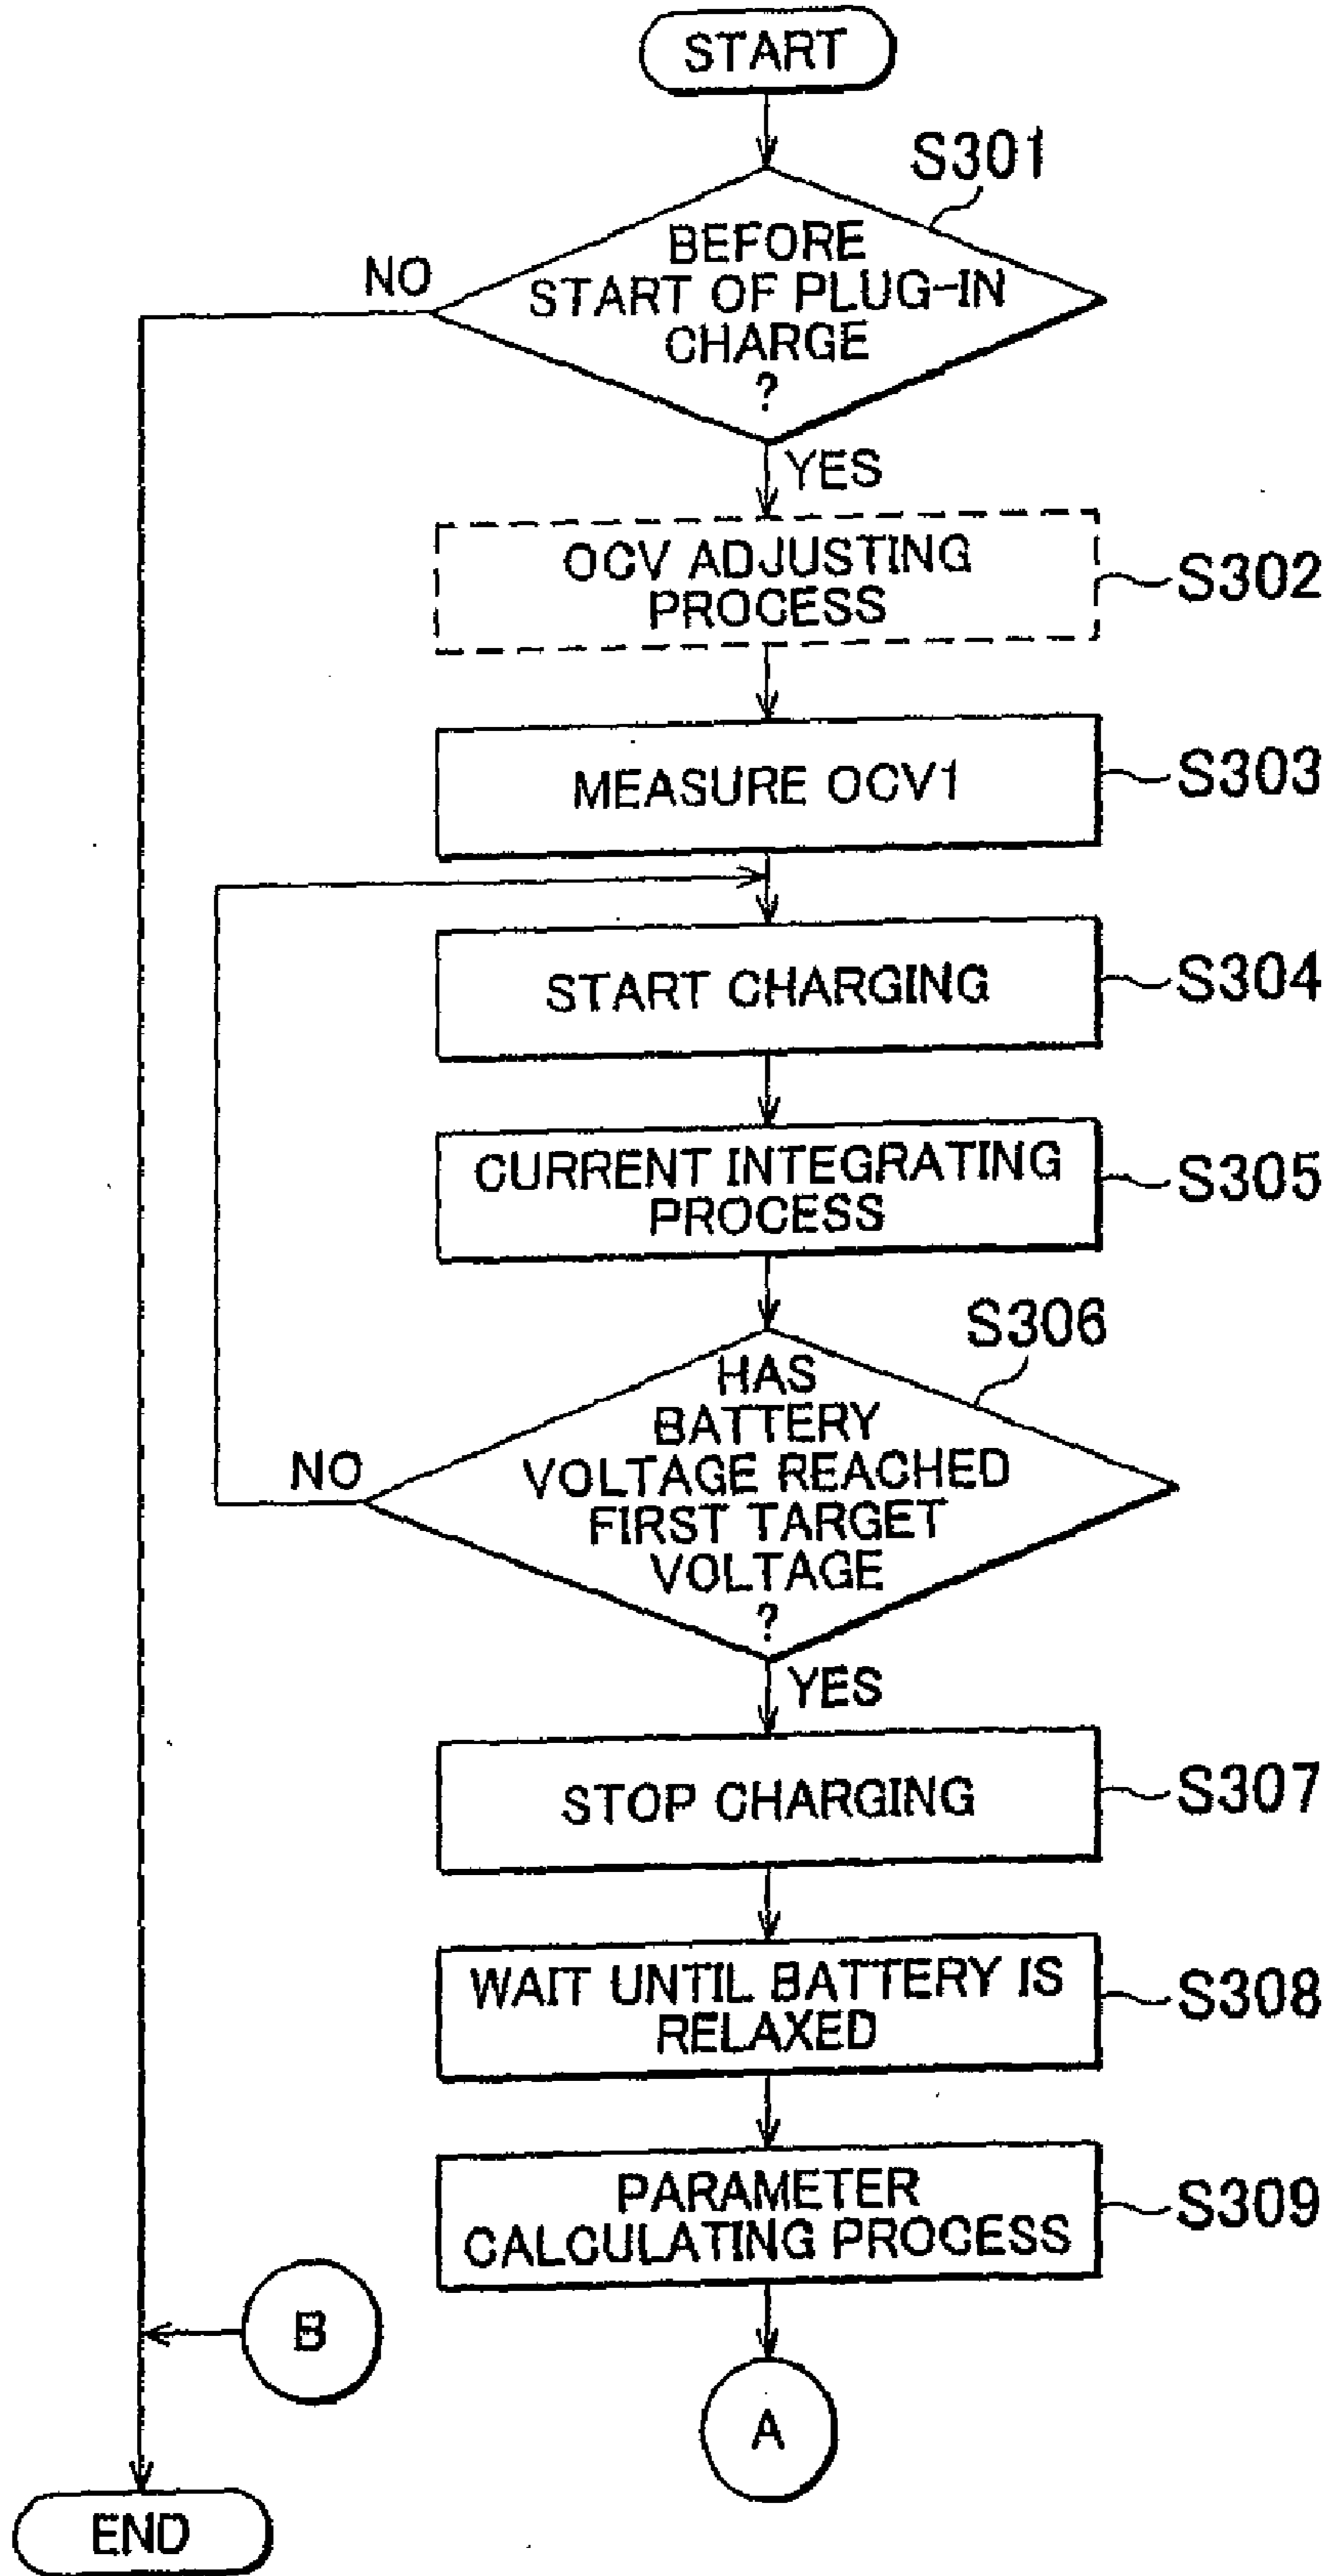 START
S301
BEFORE
START OF PLUG-IN
CHARGE
?
NO
YES
OCV ADJUSTING
PROCESS
S302
MEASURE OCV1
S303
START CHARGING
S304
CURRENT INTEGRATING
PROCESS
S305
S306
HAS
BATTERY
VOLTAGE REACHED
FIRST TARGET
VOLTAGE
?
NO
YES
STOP CHARGING
S307
WAIT UNTIL BATTERY IS
RELAXED
S308
PARAMETER
CALCULATING PROCESS
S309
B
A
END